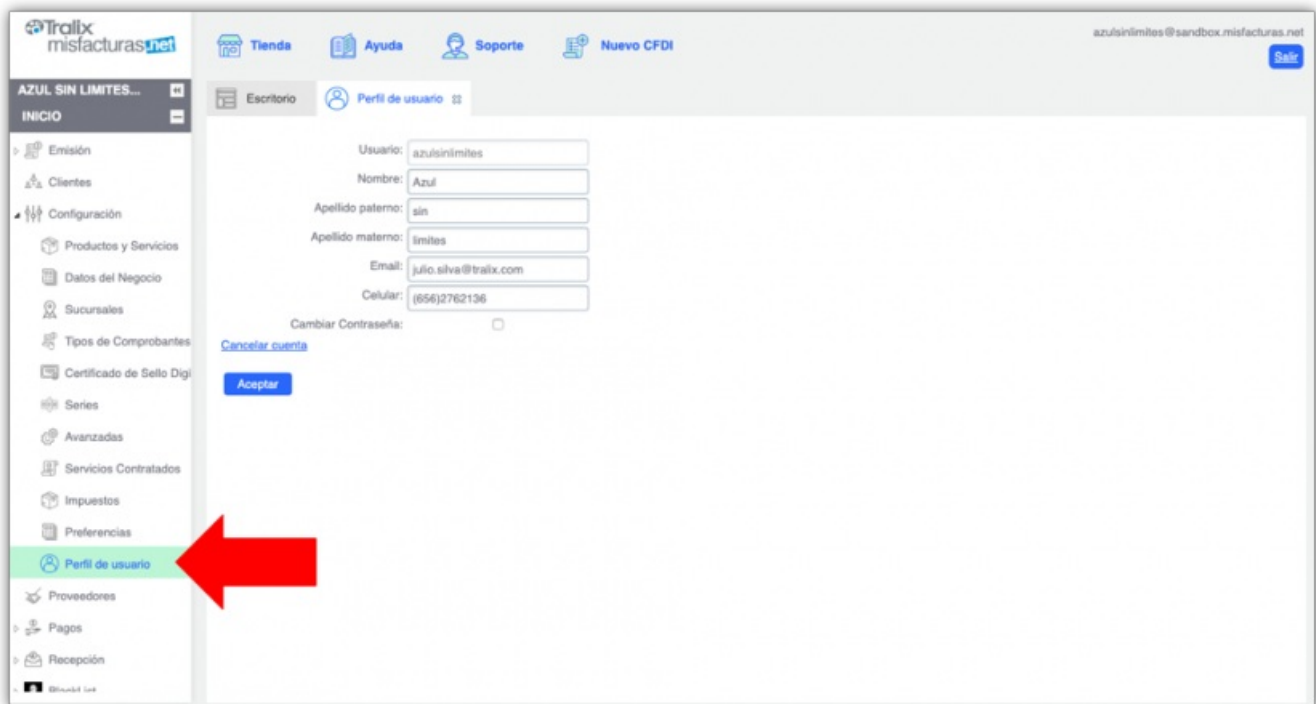 Tralix
misfacturas.net
Tienda
Ayuda
Soporte
Nuevo CFDI
azulsinlimites@sandbox.misfacturas.net
Salir
AZUL SIN LIMITES...
INICIO
Escritorio
Perfil de usuario
Emisión
Clientes
Configuración
Productos y Servicios
Datos del Negocio
Sucursales
Tipos de Comprobantes
Certificado de Sello Digi
Series
Avanzadas
Servicios Contratados
Impuestos
Preferencias
Perfil de usuario
Proveedores
Pagos
Recepción
Usuario: azulsinlimites
Nombre: Azul
Apellido paterno: sin
Apellido materno: limites
Email: julio.silva@tralix.com
Celular: (656)2762136
Cambiar Contraseña:
Cancelar cuenta
Aceptar